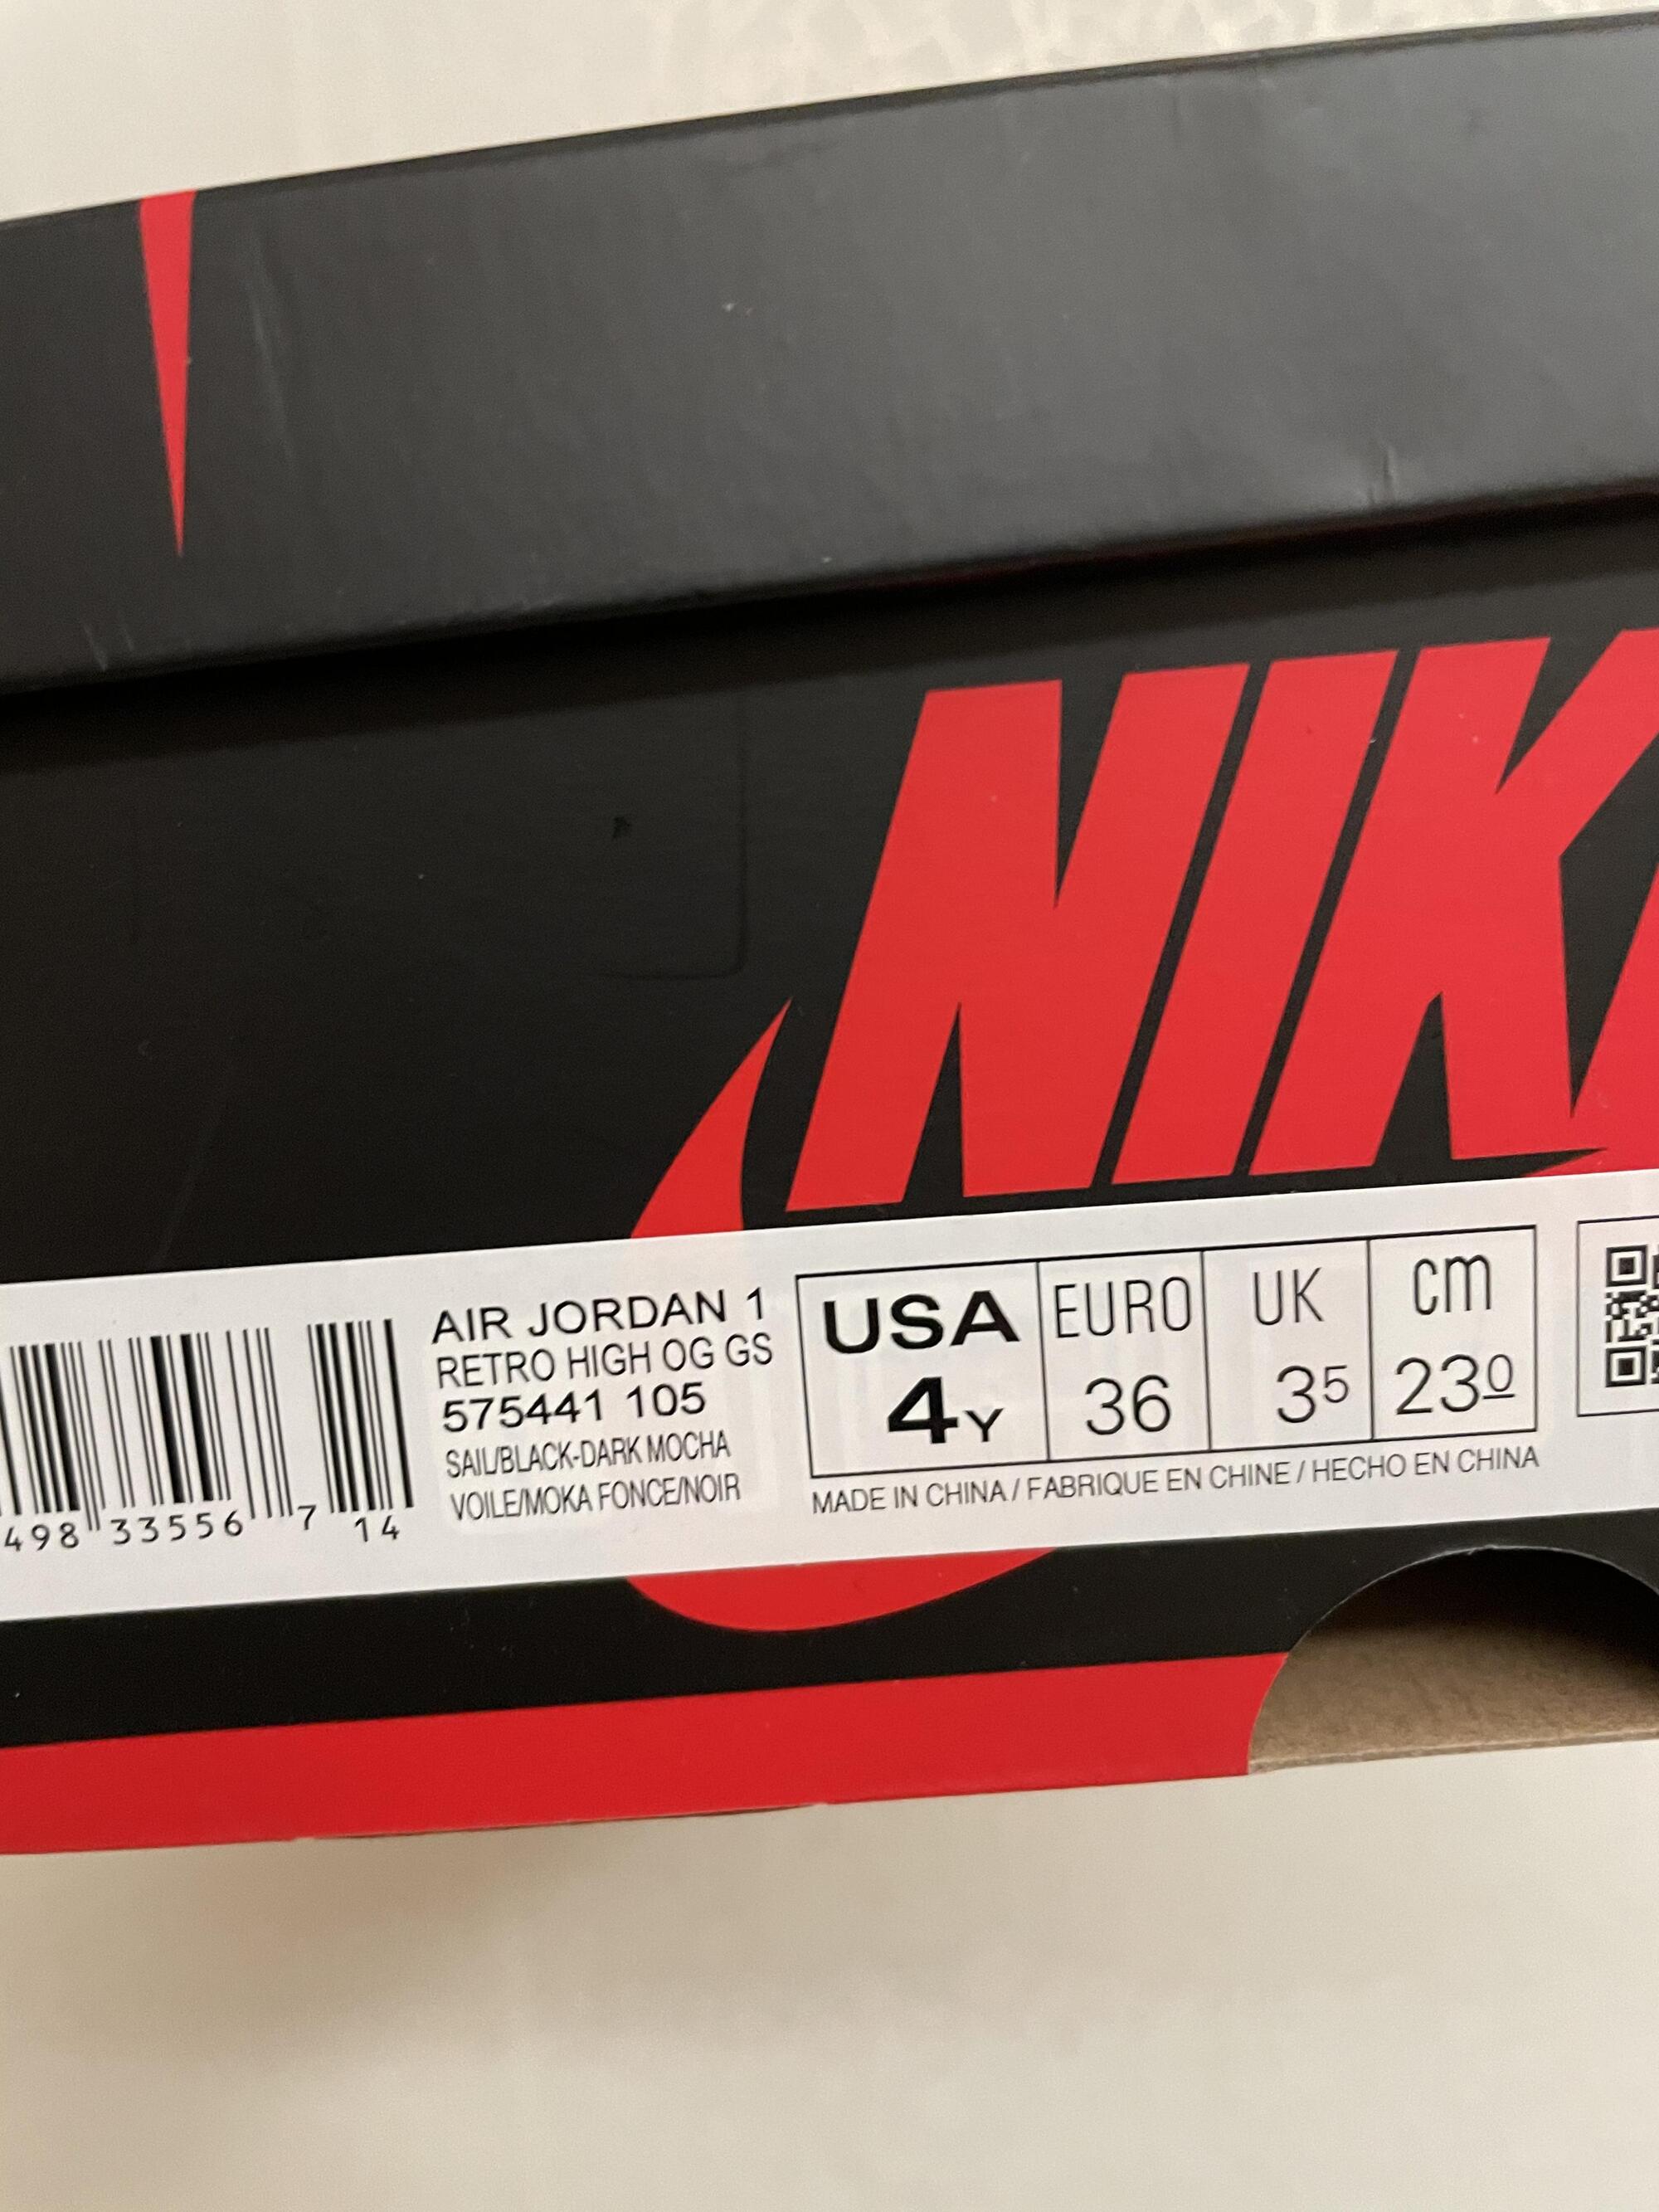 NIK
AIR JORDAN 1
RETRO HIGH OG GS
575441 105
SAIL/BLACK-DARK MOCHA
VOILE/MOKA FONCE/NOIR
USA EURO UK cm
4Y 36 35 230
MADE IN CHINA / FABRIQUE EN CHINE / HECHO EN CHINA
498 33556 7 14